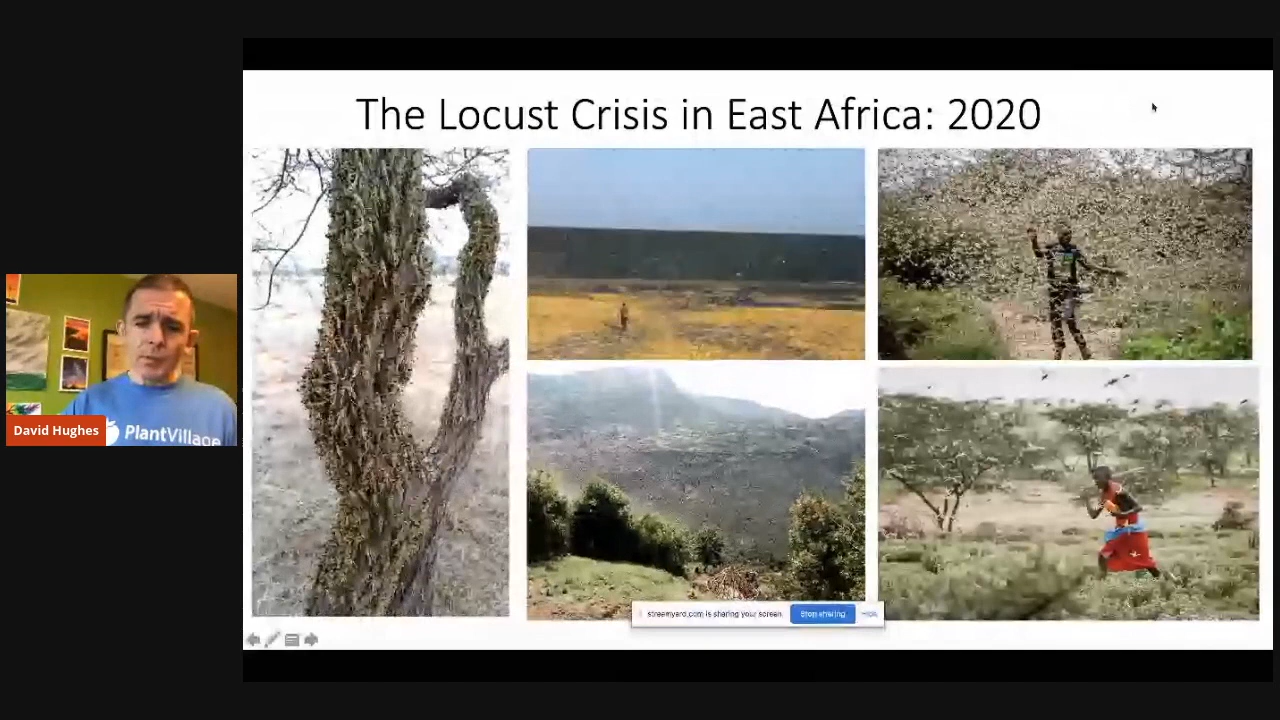 The Locust Crisis in East Africa: 2020
David Hughes
PlantVillage
streamyard.com is sharing your screen.
Stop sharing
Hide